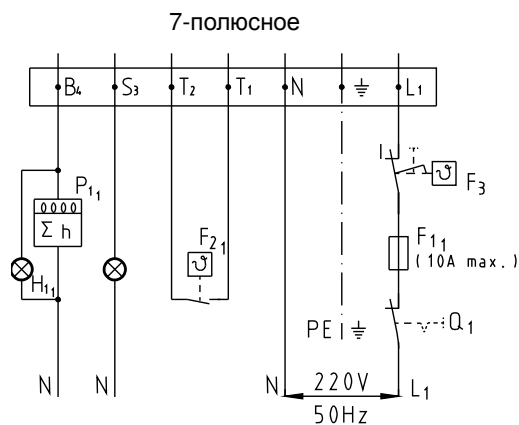 7-полюсное
B4 S3 T2 T1 N L1
P11
Σ h
H11
F21
F3
F11
(10A max.)
Q1
PE
N N N 220V L1
50Hz